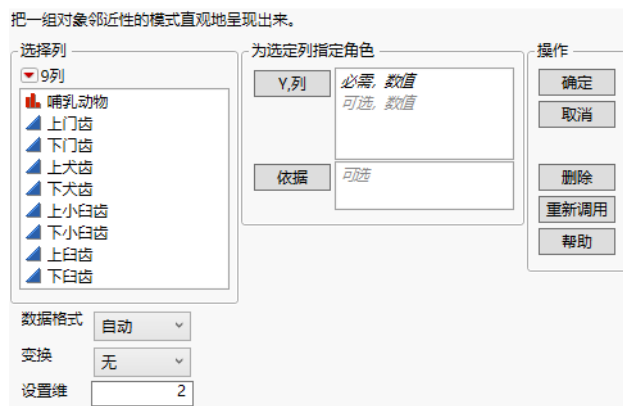 把一组对象邻近性的模式直观地呈现出来。
选择列
9列
哺乳动物
上门齿
下门齿
上犬齿
下犬齿
上小臼齿
下小臼齿
上臼齿
下臼齿
为选定列指定角色
Y,列
必需, 数值
可选, 数值
依据
可选
操作
确定
取消
删除
重新调用
帮助
数据格式 自动
变换 无
设置维 2